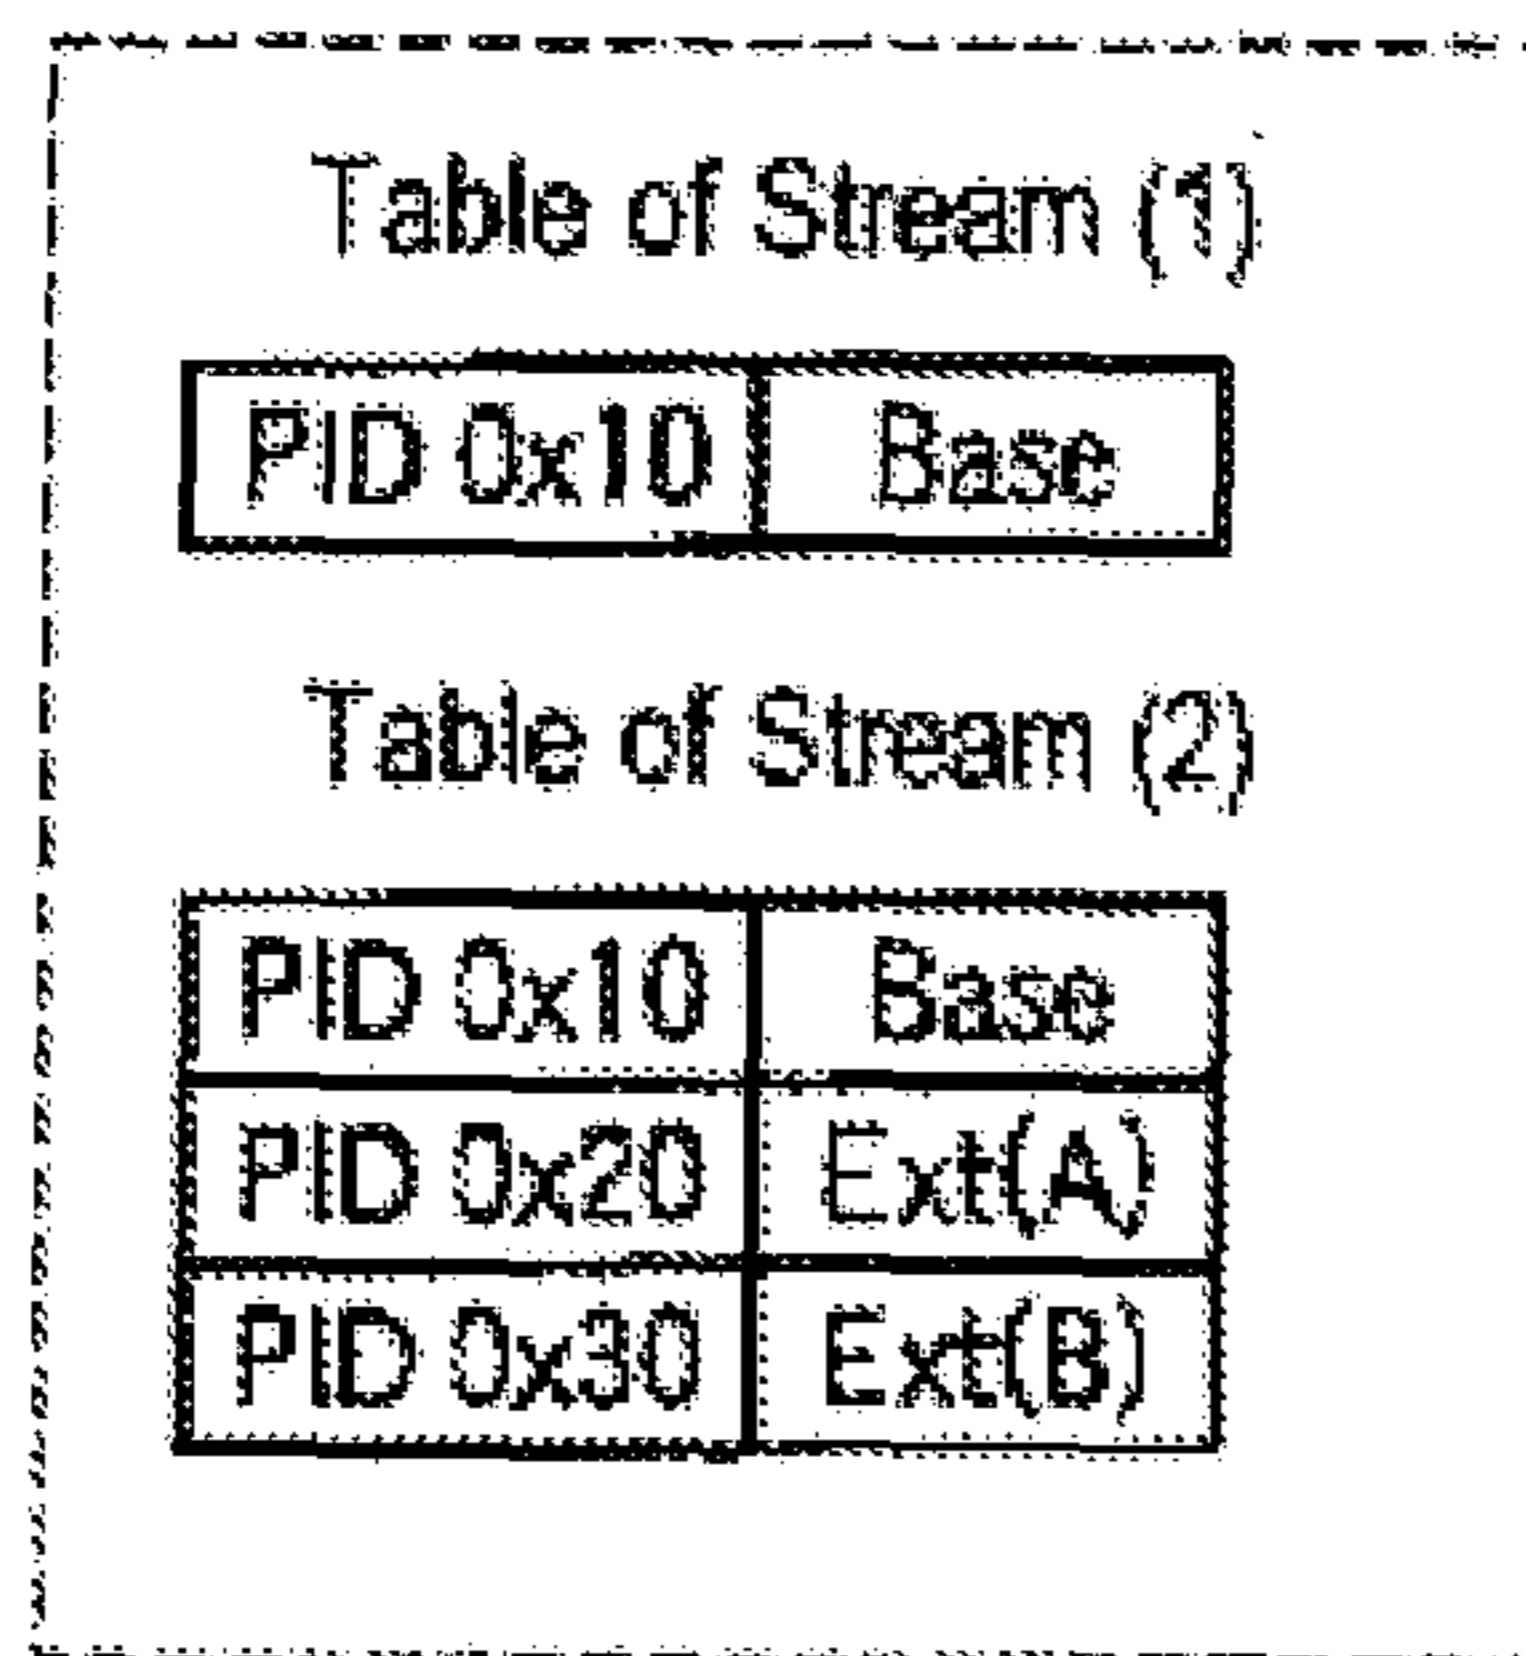 Table of Stream (1)
PID 0x10 Base
Table of Stream (2)
PID 0x10 Base
PID 0x20 Ext(A)
PID 0x30 Ext(B)